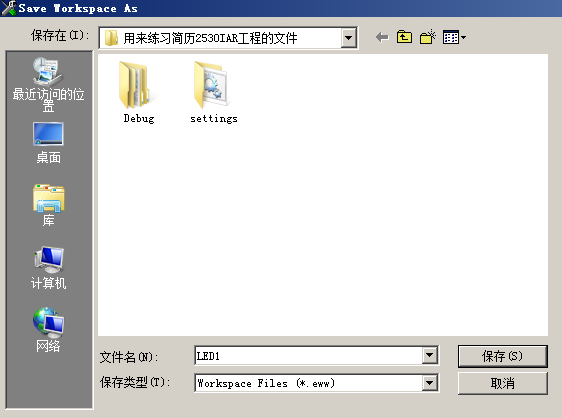 Save Workspace As
保存在(I):
用来练习简历2530IAR工程的文件
最近访问的位
置
桌面
库
计算机
网络
Debug
settings
文件名(N):
LED1
保存(S)
保存类型(T):
Workspace Files (*.eww)
取消